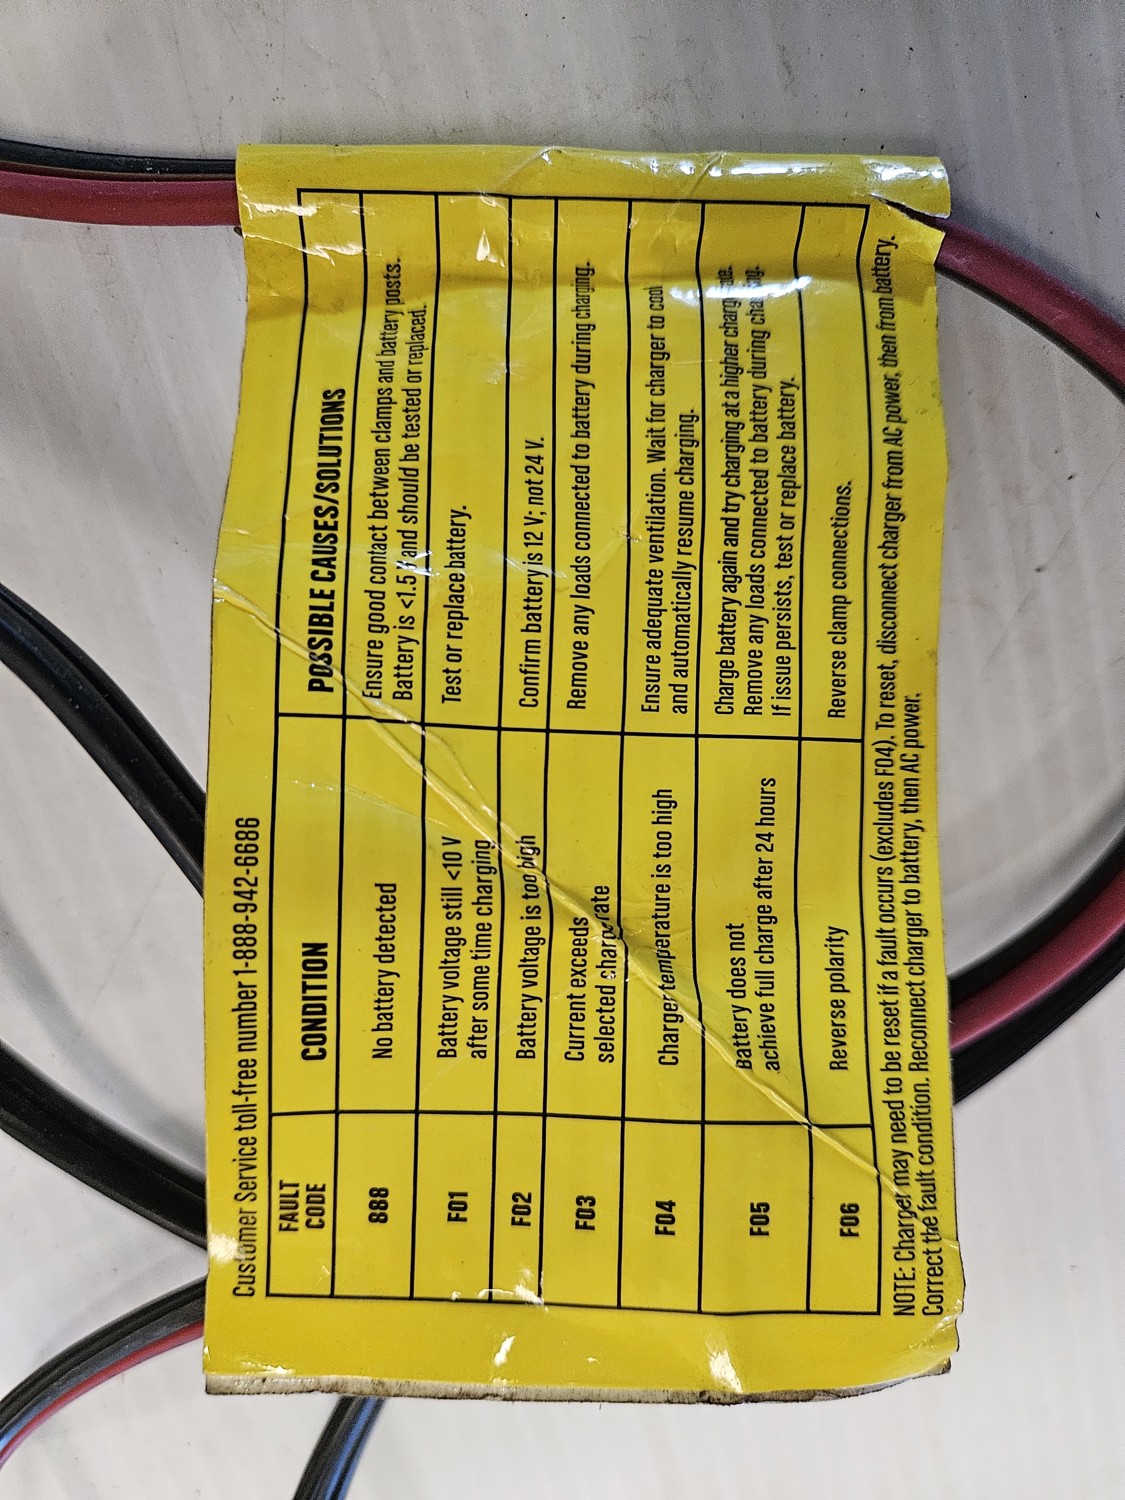 Customer Service toll-free number 1-888-942-6686
FAULT
CODE
CONDITION
POSSIBLE CAUSES/SOLUTIONS
888
No battery detected
Ensure good contact between clamps and battery posts.
Battery is <1.5 and should be tested or replaced.
F01
Battery voltage still <10 V
after some time charging
Test or replace battery.
F02
Battery voltage is too high
Confirm battery is 12 V; not 24 V.
F03
Current exceeds
selected charge rate
Remove any loads connected to battery during charging.
F04
Charger temperature is too high
Ensure adequate ventilation. Wait for charger to cool
and automatically resume charging.
F05
Battery does not
achieve full charge after 24 hours
Charge battery again and try charging at a higher charge rate.
Remove any loads connected to battery during charging.
If issue persists, test or replace battery.
F06
Reverse polarity
Reverse clamp connections.
NOTE: Charger may need to be reset if a fault occurs (excludes F04). To reset, disconnect charger from AC power, then from battery.
Correct the fault condition. Reconnect charger to battery, then AC power.